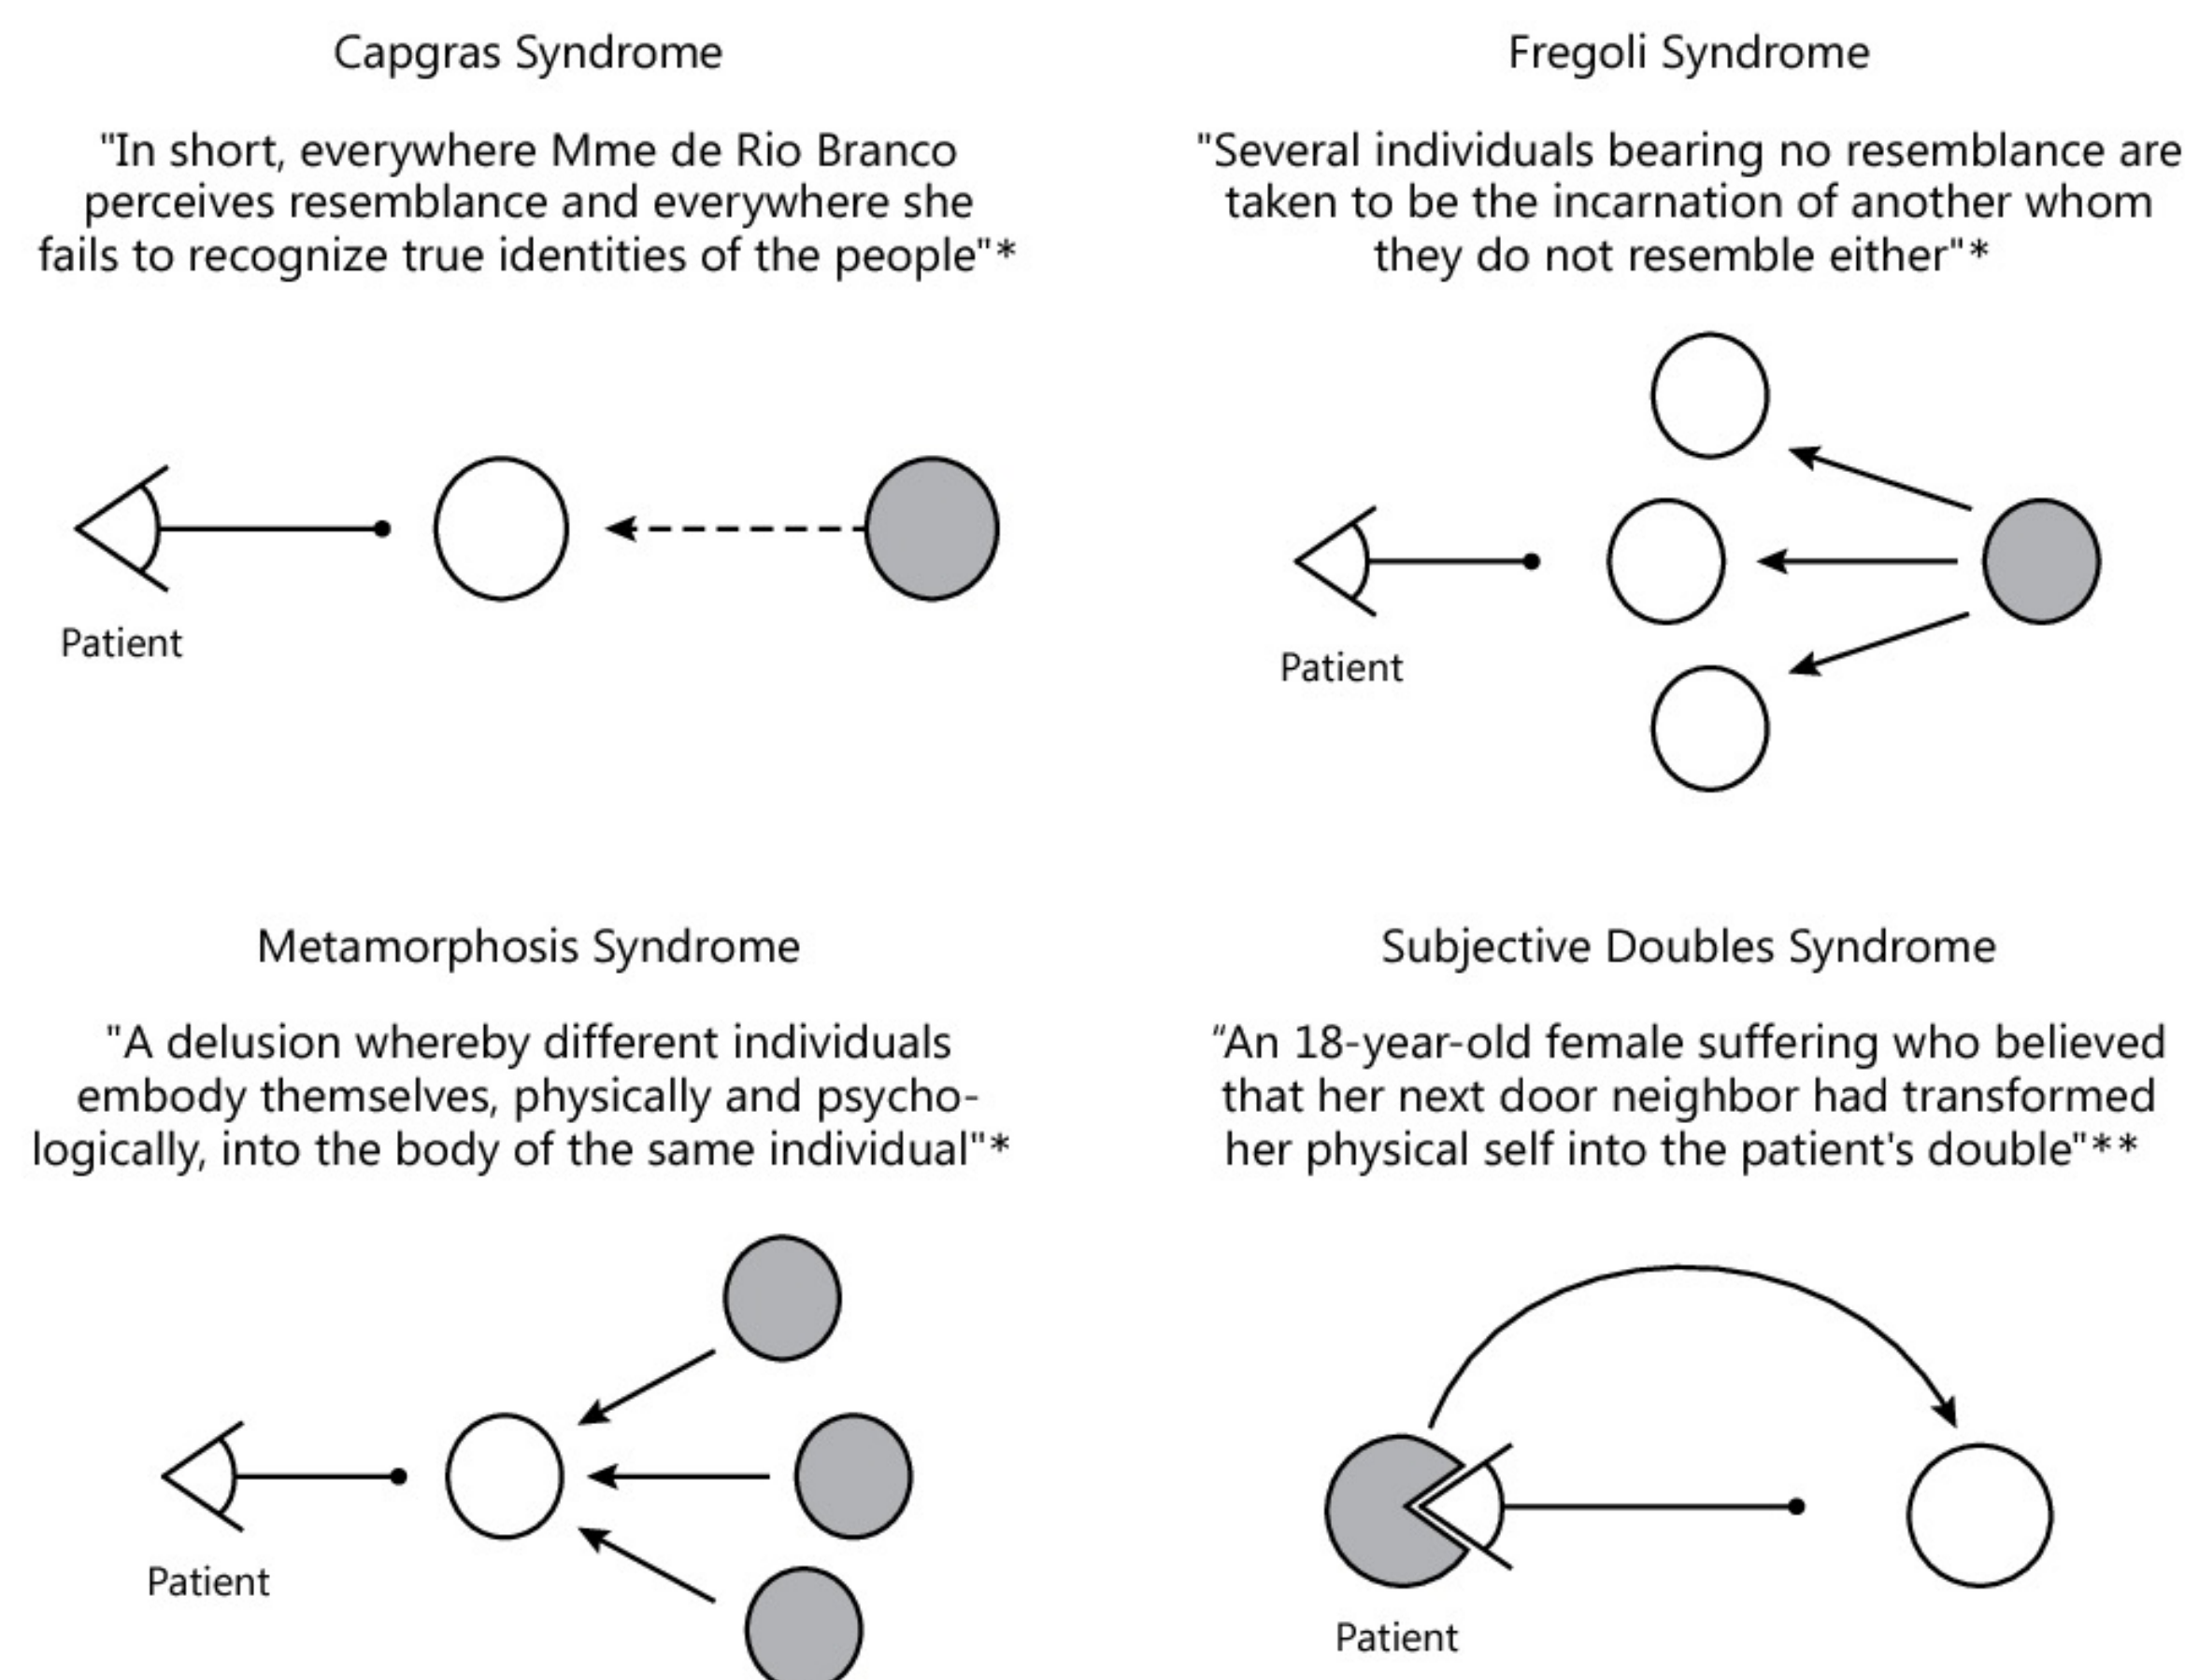 Capgras Syndrome
"In short, everywhere Mme de Rio Branco
perceives resemblance and everywhere she
fails to recognize true identities of the people"*
Patient
Fregoli Syndrome
"Several individuals bearing no resemblance are
taken to be the incarnation of another whom
they do not resemble either"*
Patient
Metamorphosis Syndrome
"A delusion whereby different individuals
embody themselves, physically and psycho-
logically, into the body of the same individual"*
Patient
Subjective Doubles Syndrome
“An 18-year-old female suffering who believed
that her next door neighbor had transformed
her physical self into the patient's double"**
Patient